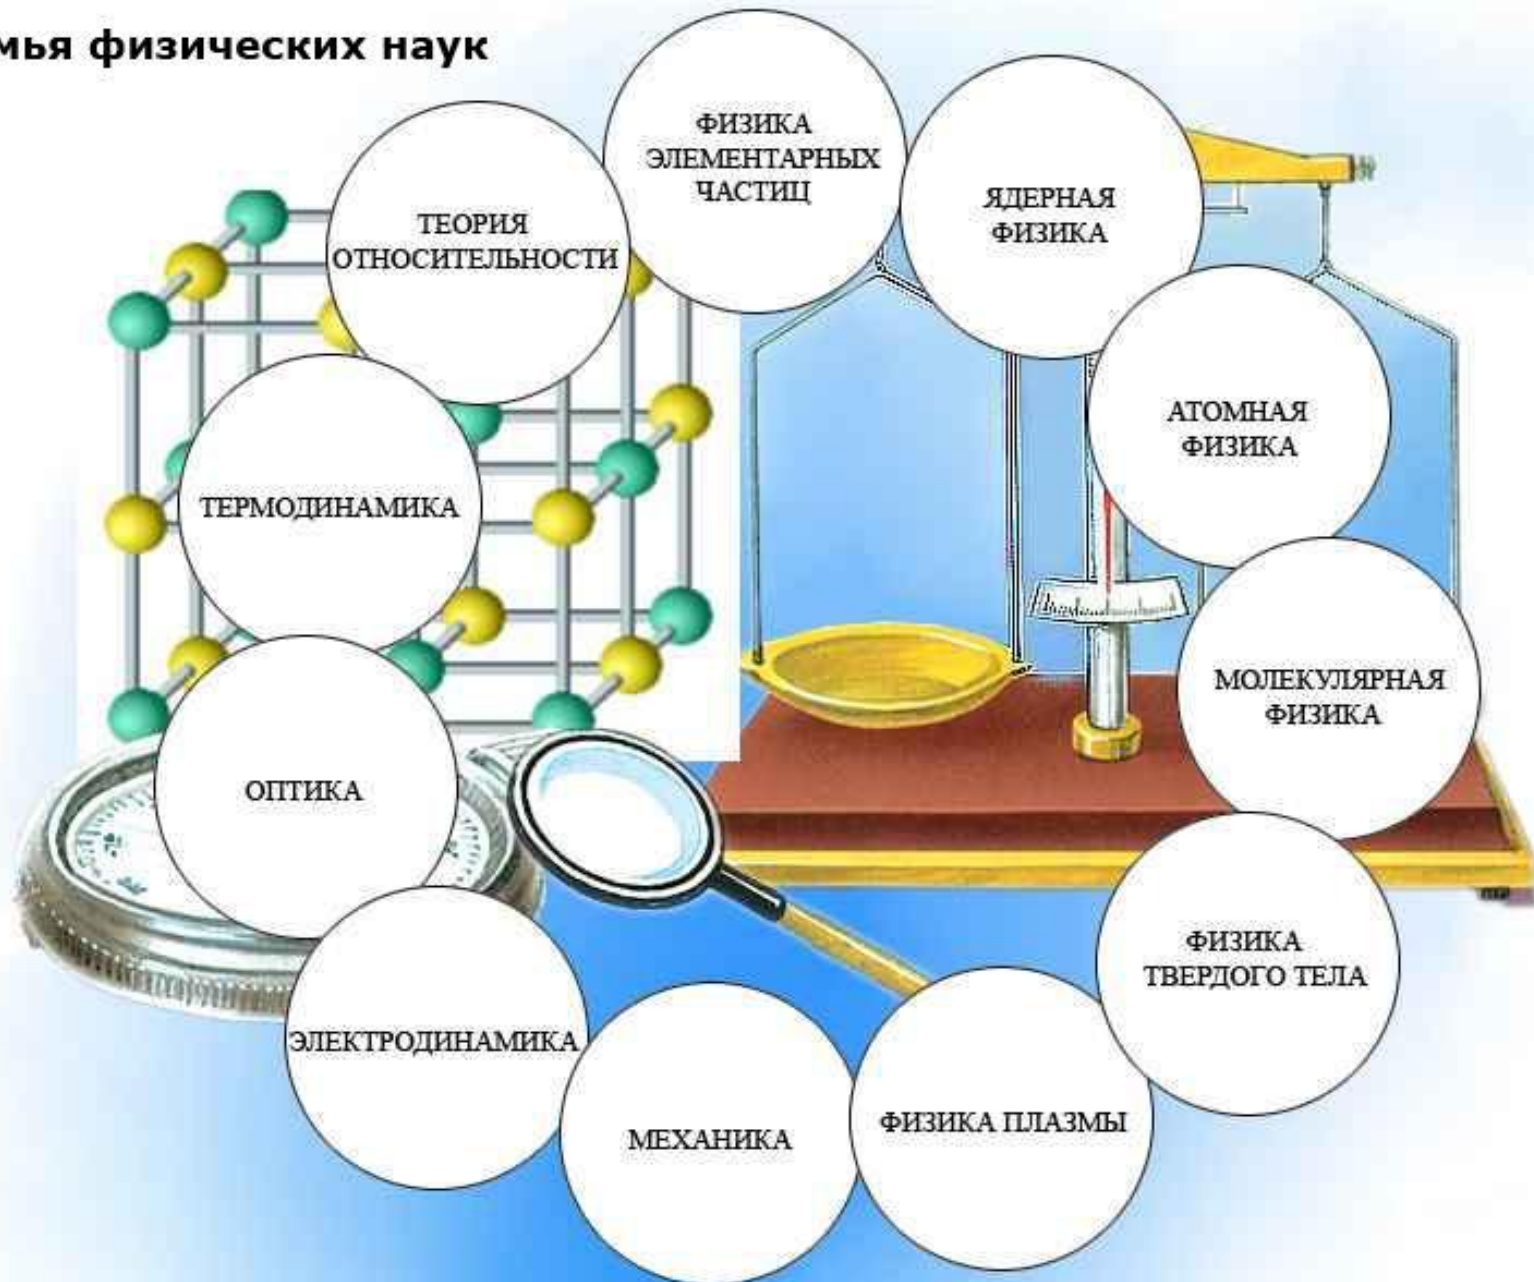 мья физических наук
ФИЗИКА
ЭЛЕМЕНТАРНЫХ
ЧАСТИЦ
ЯДЕРНАЯ
ФИЗИКА
АТОМНАЯ
ФИЗИКА
МОЛЕКУЛЯРНАЯ
ФИЗИКА
ФИЗИКА
ТВЕРДОГО ТЕЛА
ФИЗИКА ПЛАЗМЫ
МЕХАНИКА
ЭЛЕКТРОДИНАМИКА
ОПТИКА
ТЕРМОДИНАМИКА
ТЕОРИЯ
ОТНОСИТЕЛЬНОСТИ